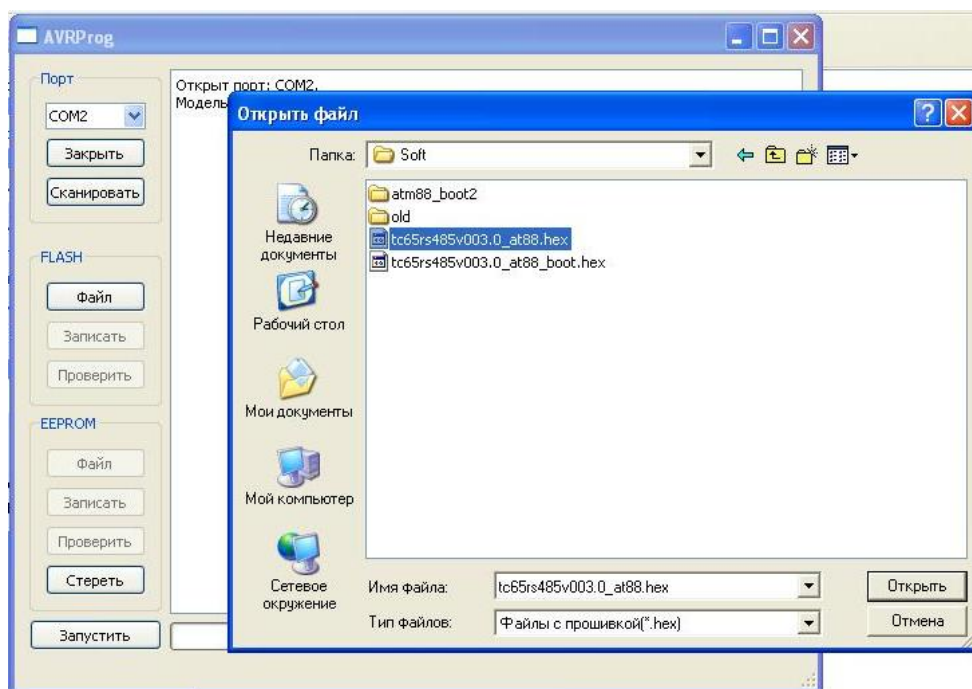 AVRProg
Порт
COM2
Закрыть
Сканировать
FLASH
Файл
Записать
Проверить
EEPROM
Файл
Записать
Проверить
Стереть
Запустить
Открыт порт: COM2.
Модель
Открыть файл
Папка:
Soft
Недавние
документы
Рабочий стол
Мои документы
Мой компьютер
Сетевое
окружение
atm88_boot2
old
tc65rs485v003.0_at88.hex
tc65rs485v003.0_at88_boot.hex
Имя файла:
tc65rs485v003.0_at88.hex
Открыть
Тип файлов:
Файлы с прошивкой(*.hex)
Отмена